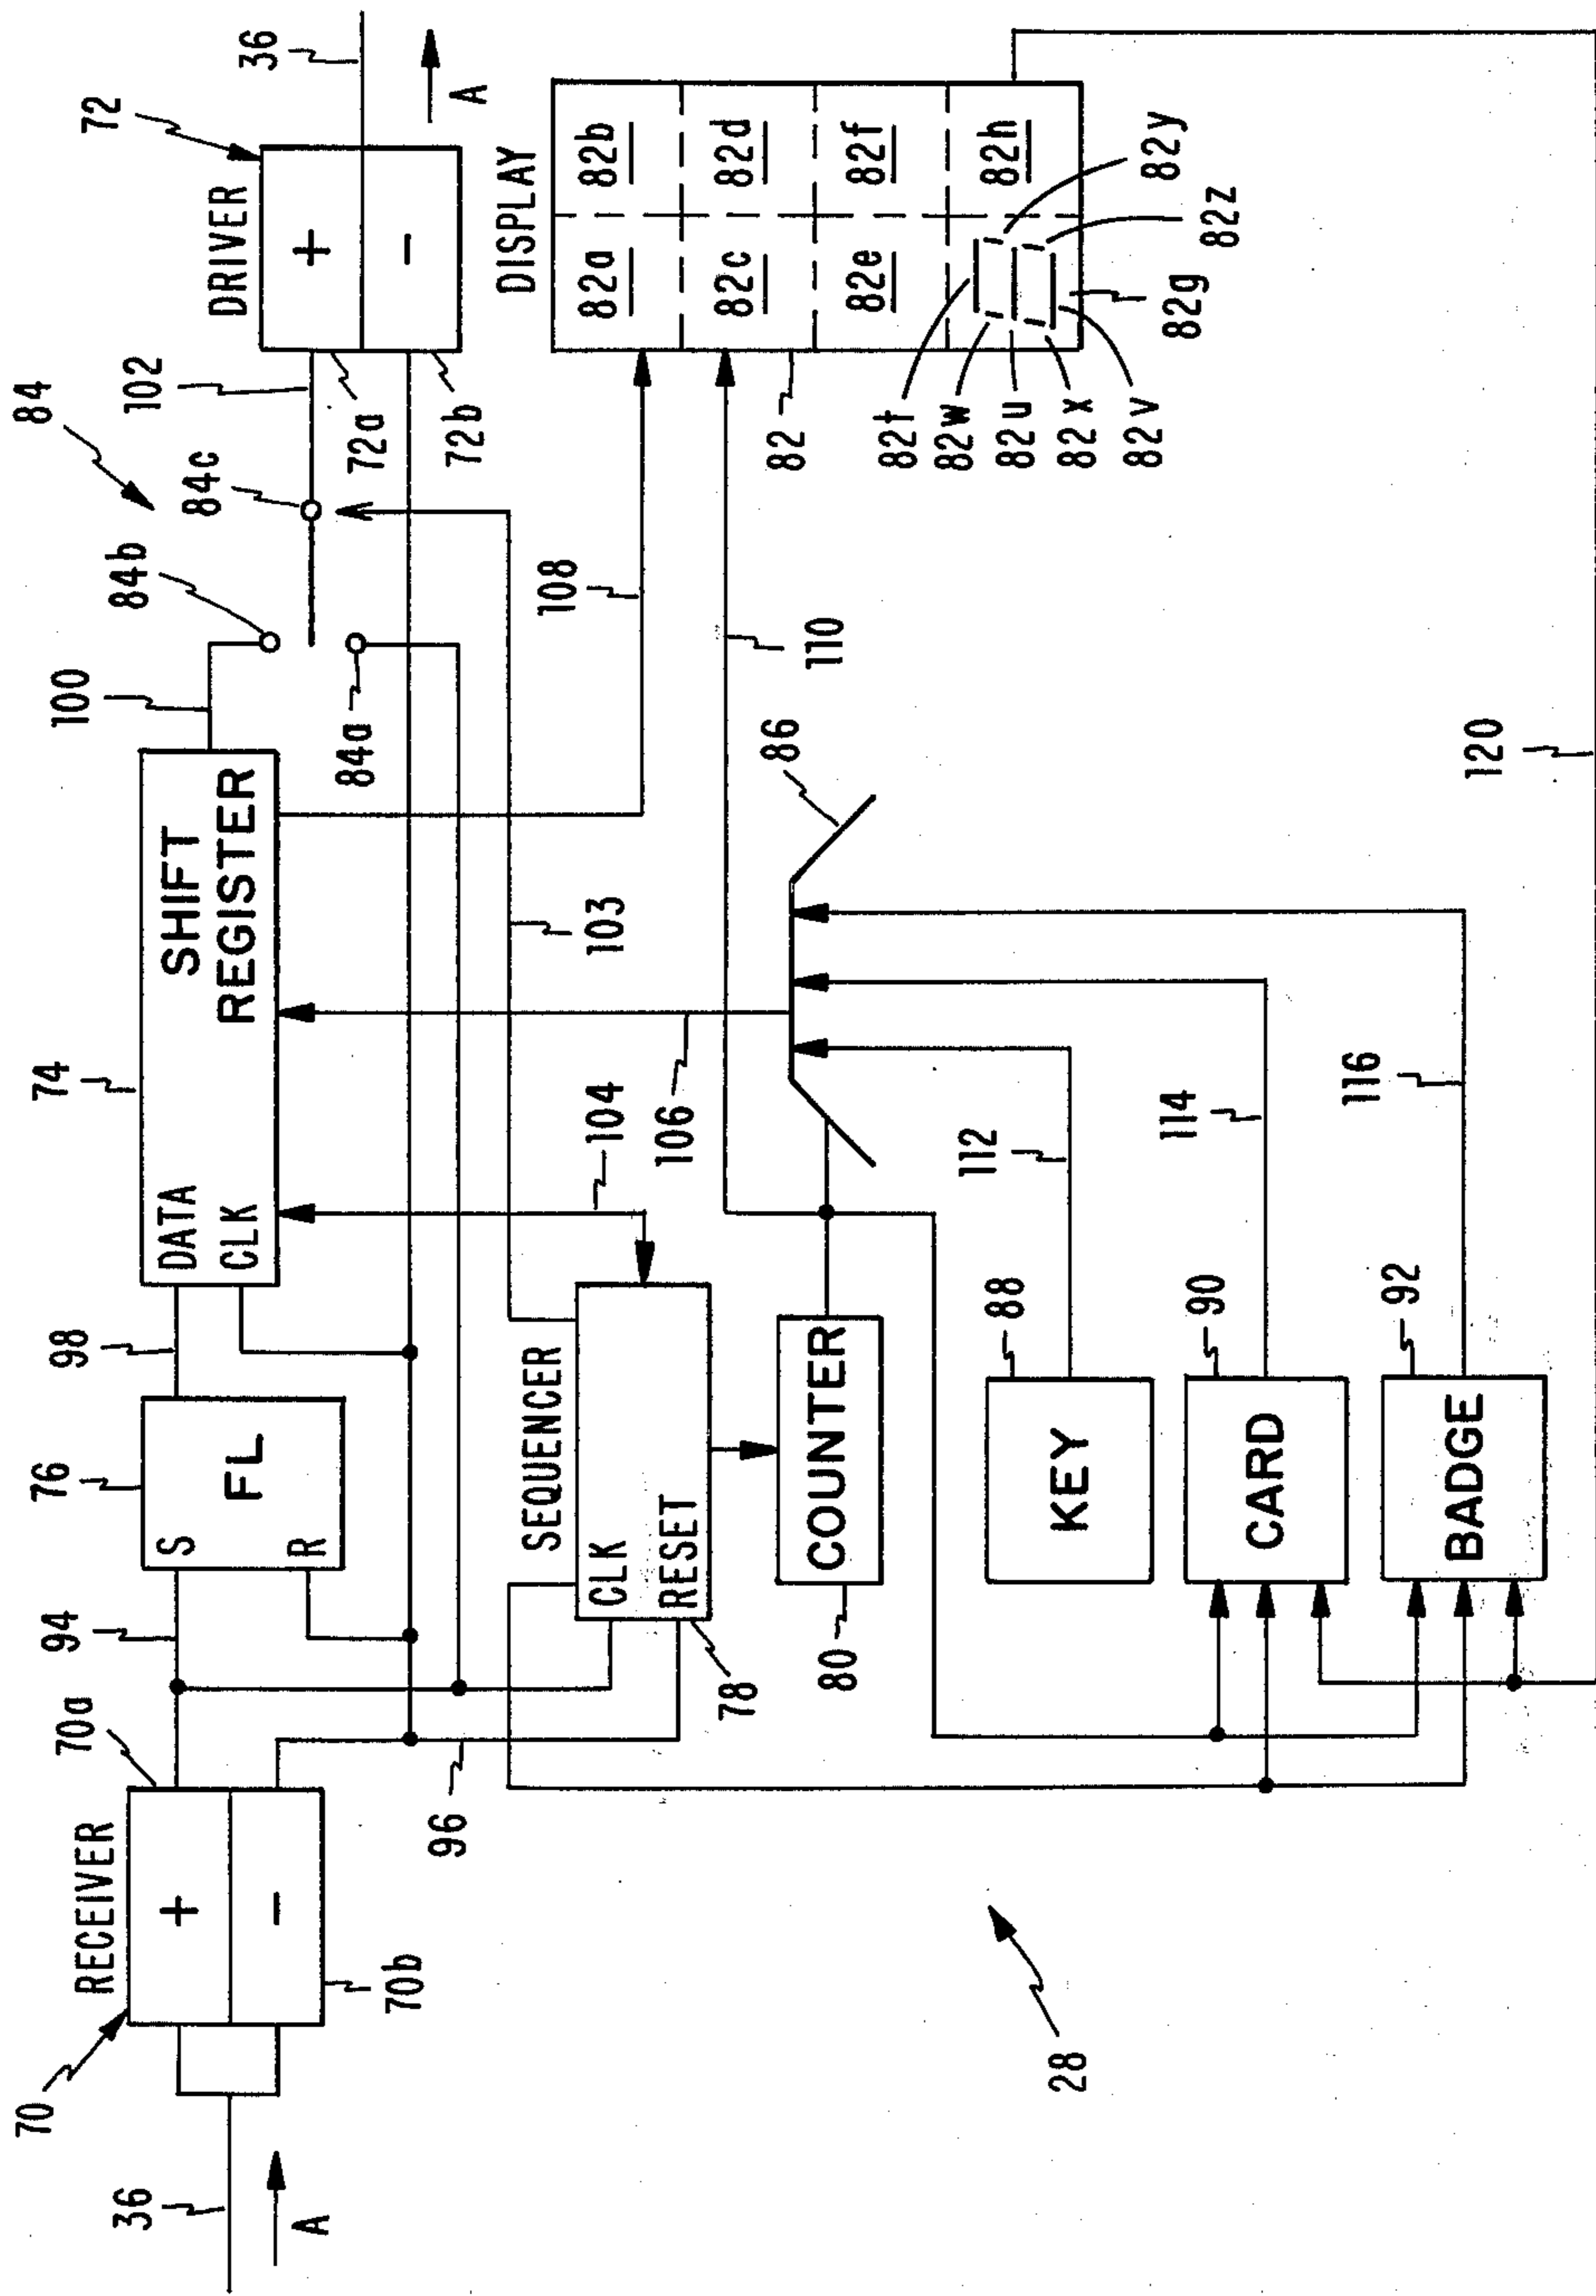 36
A
70
RECEIVER
+
-
70a
70b
94
96
76
S
FL
R
98
74
DATA
CLK
SHIFT
REGISTER
100
84
84b
84c
84a
102
72
DRIVER
+
-
72a
72b
36
A
103
104
106
108
110
SEQUENCER
CLK
RESET
78
COUNTER
80
86
DISPLAY
82a
82b
82c
82d
82e
82f
82h
82
82t
82w
82u
82x
82v
82g
82z
82y
KEY
88
112
CARD
90
114
BADGE
92
116
120
28